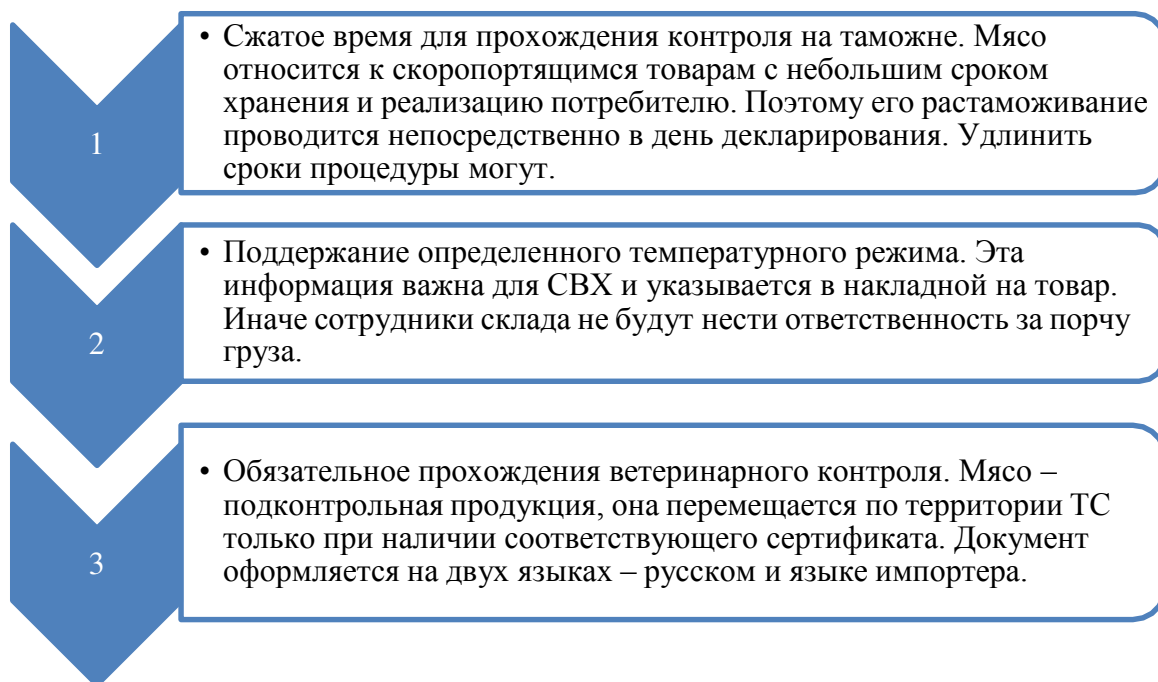 • Сжатое время для прохождения контроля на таможне. Мясо
относится к скоропортящимся товарам с небольшим сроком
хранения и реализацию потребителю. Поэтому его растаможивание
проводится непосредственно в день декларирования. Удлинить
сроки процедуры могут.
1
• Поддержание определенного температурного режима. Эта
информация важна для СВХ и указывается в накладной на товар.
Иначе сотрудники склада не будут нести ответственность за порчу
груза.
2
• Обязательное прохождения ветеринарного контроля. Мясо –
подконтрольная продукция, она перемещается по территории ТС
только при наличии соответствующего сертификата. Документ
оформляется на двух языках – русском и языке импортера.
3